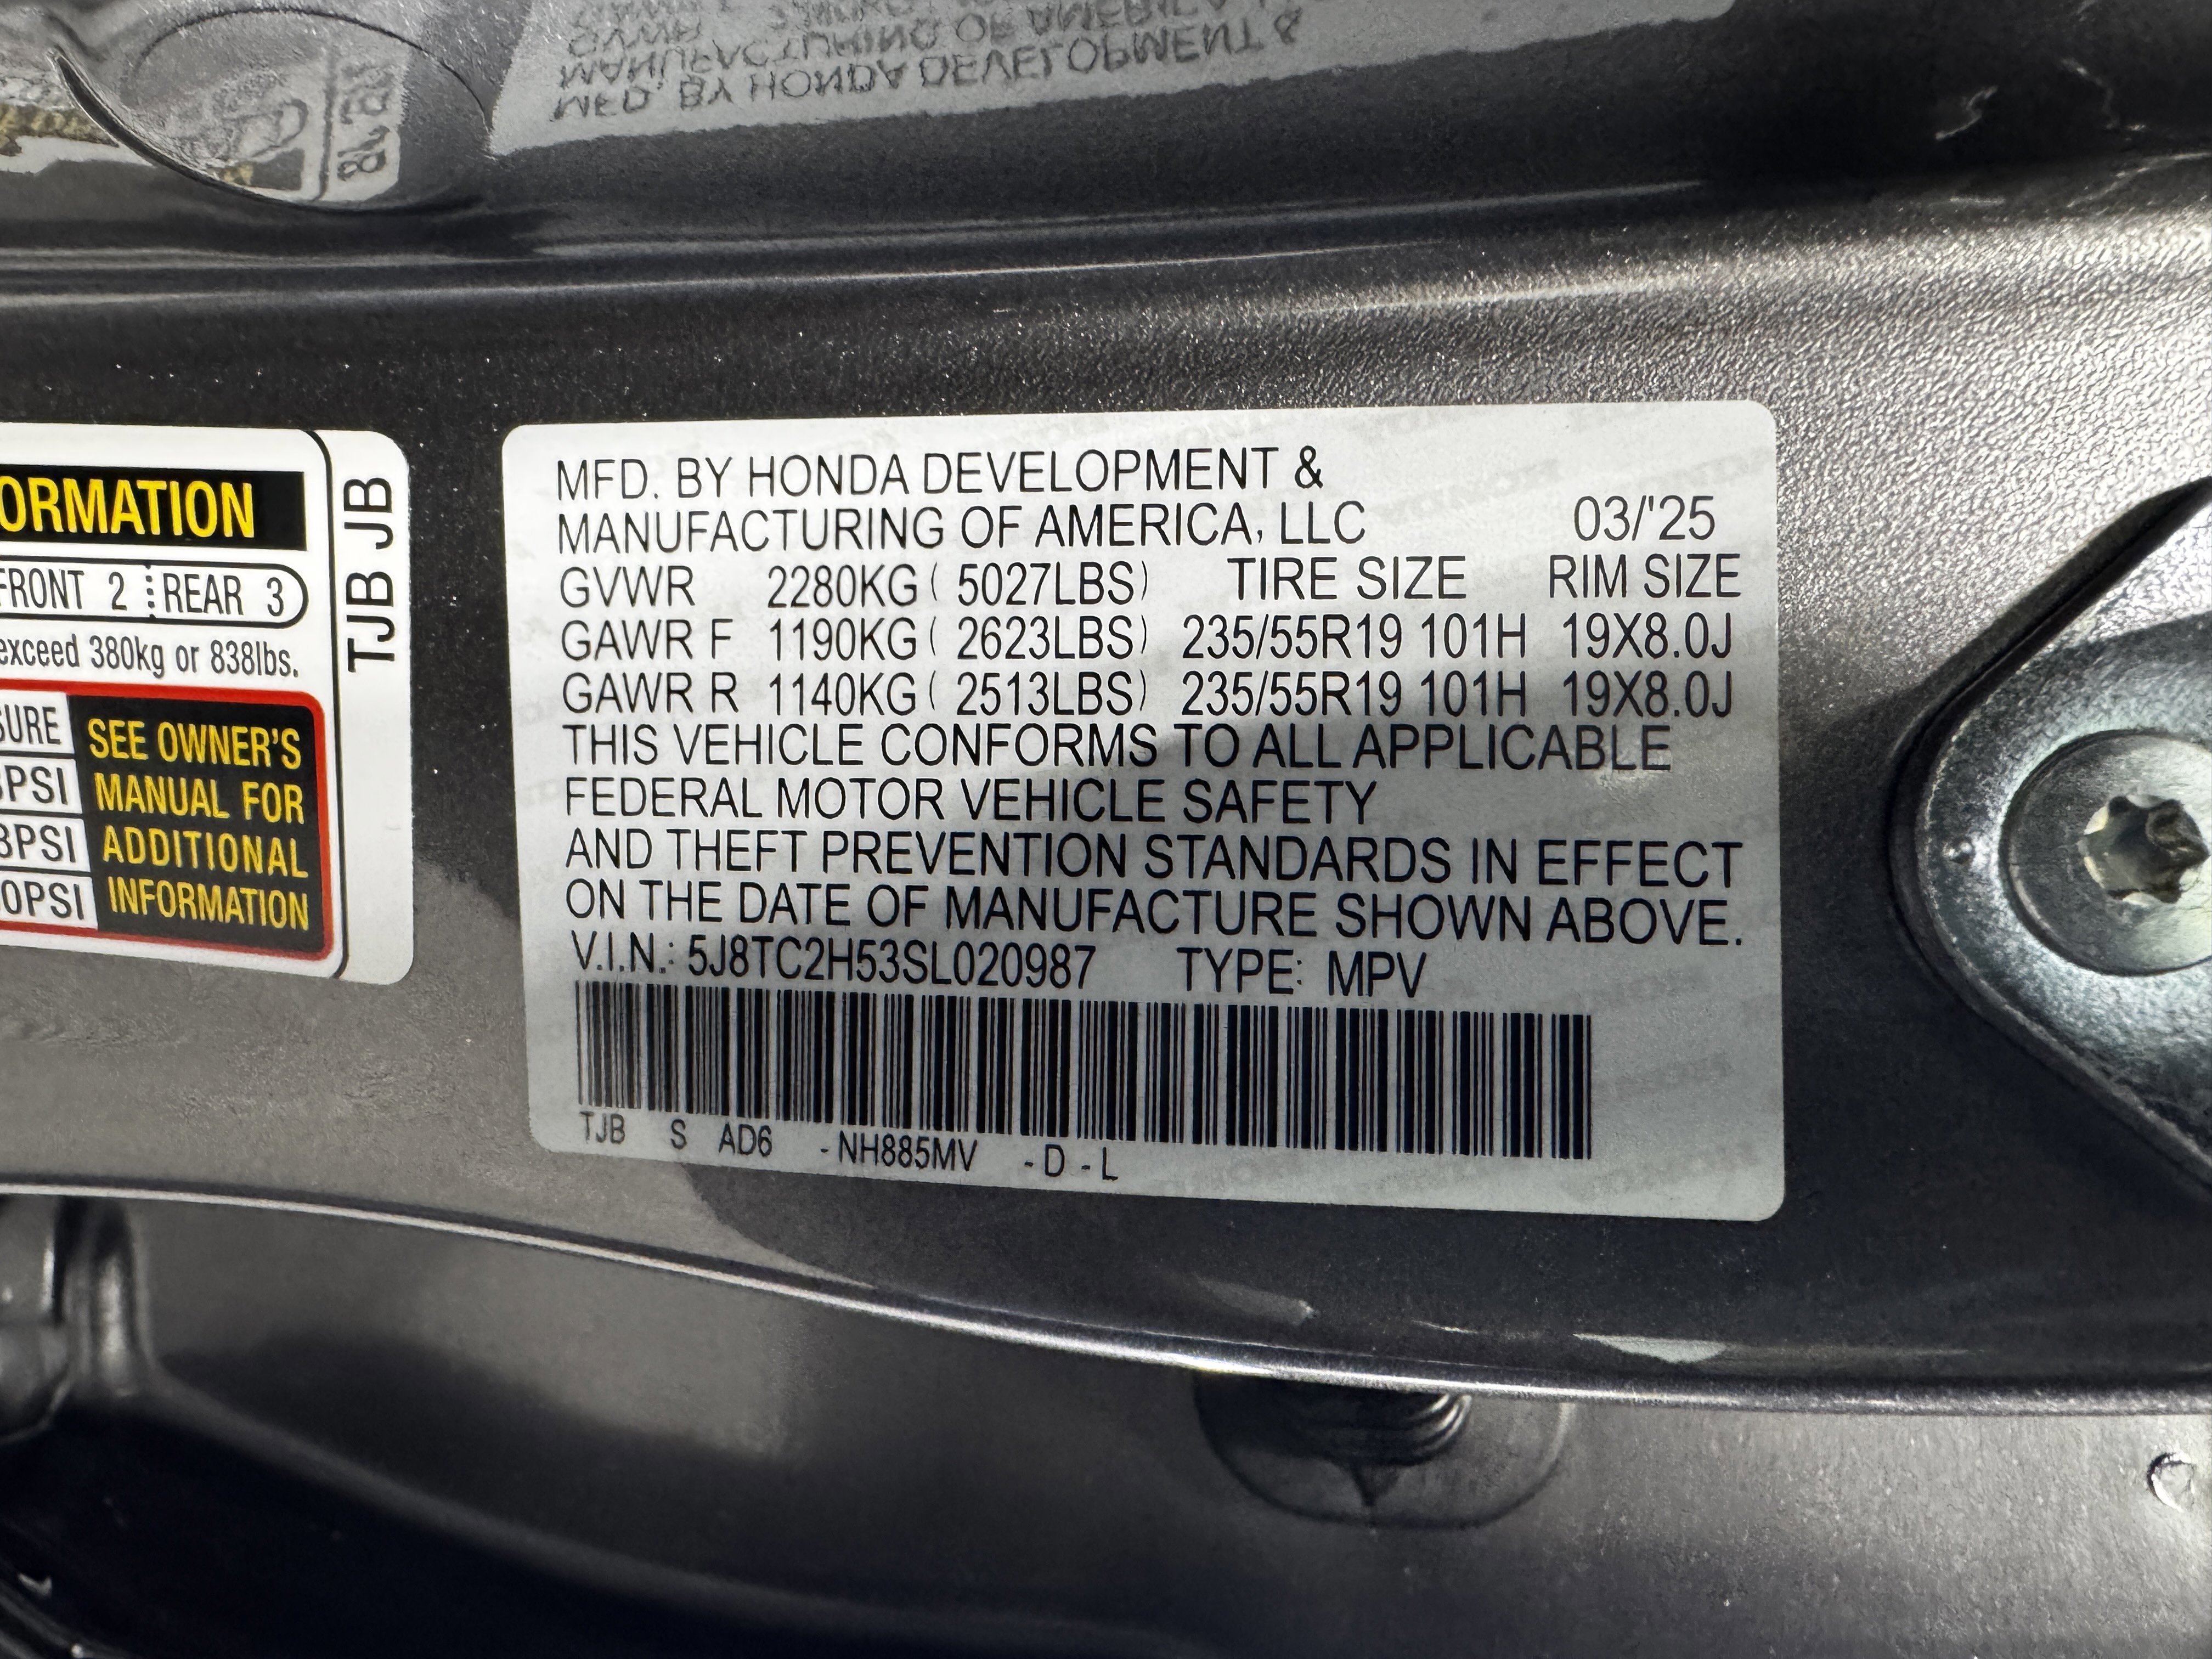 ORMATION
FRONT 2 REAR 3
exceed 380kg or 838lbs.
SURE
PSI
3PSI
0PSI
SEE OWNER'S
MANUAL FOR
ADDITIONAL
INFORMATION
TJB JB
MFD. BY HONDA DEVELOPMENT &
MANUFACTURING OF AMERICA, LLC 03/'25
GVWR 2280KG ( 5027LBS) TIRE SIZE RIM SIZE
GAWR F 1190KG ( 2623LBS) 235/55R19 101H 19X8.0J
GAWR R 1140KG ( 2513LBS) 235/55R19 101H 19X8.0J
THIS VEHICLE CONFORMS TO ALL APPLICABLE
FEDERAL MOTOR VEHICLE SAFETY
AND THEFT PREVENTION STANDARDS IN EFFECT
ON THE DATE OF MANUFACTURE SHOWN ABOVE.
V.I.N.: 5J8TC2H53SL020987 TYPE: MPV
TJB S AD6 -NH885MV -D -L